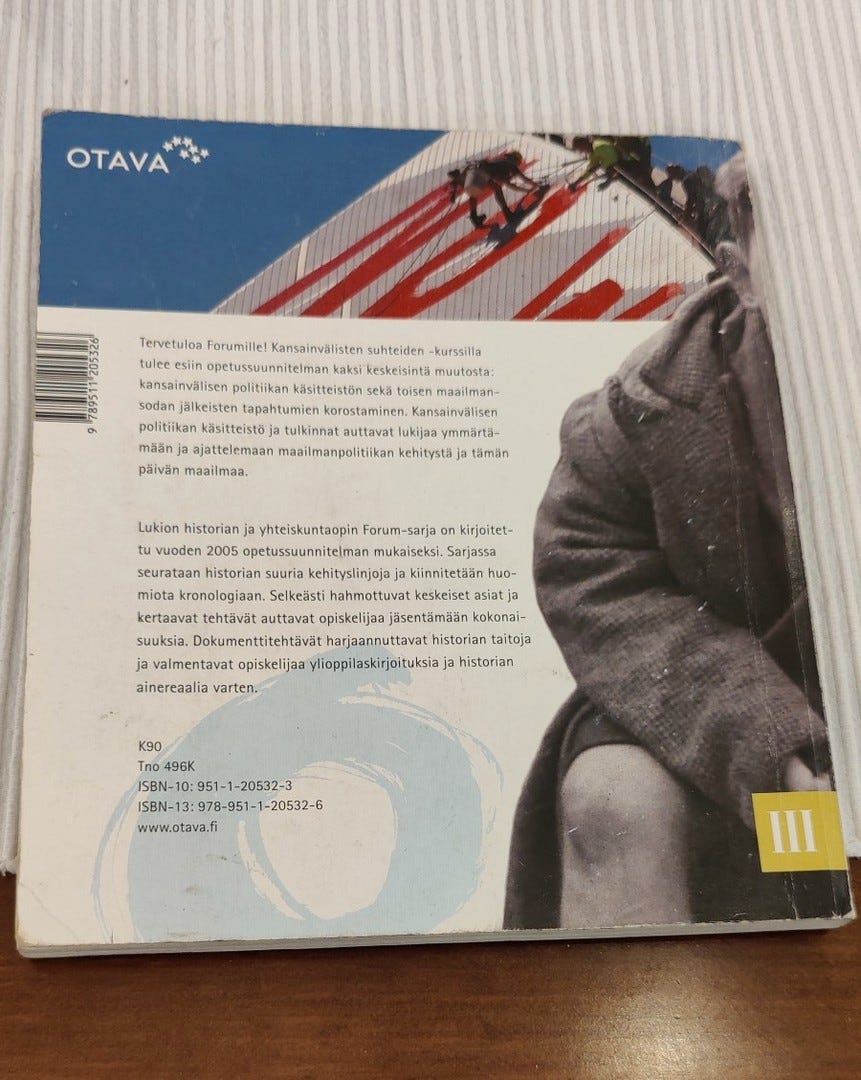 OTAVA
Tervetuloa Forumille! Kansainvälisten suhteiden -kurssilla
tulee esiin opetussuunnitelman kaksi keskeisintä muutosta:
kansainvälisen politiikan käsitteistön sekä toisen maailman-
sodan jälkeisten tapahtumien korostaminen. Kansainvälisen
politiikan käsitteistö ja tulkinnat auttavat lukijaa ymmärtä-
mään ja ajattelemaan maailmanpolitiikan kehitystä ja tämän
päivän maailmaa.
9 789511 205326
Lukion historian ja yhteiskuntaopin Forum-sarja on kirjoitet-
tu vuoden 2005 opetussuunnitelman mukaiseksi. Sarjassa
seurataan historian suuria kehityslinjoja ja kiinnitetään huo-
miota kronologiaan. Selkeästi hahmottuvat keskeiset asiat ja
kertaavat tehtävät auttavat opiskelijaa jäsentämään kokonai-
suuksia. Dokumenttitehtävät harjaannuttavat historian taitoja
ja valmentavat opiskelijaa ylioppilaskirjoituksia ja historian
ainereaalia varten.
K90
Tno 496K
ISBN-10: 951-1-20532-3
ISBN-13: 978-951-1-20532-6
www.otava.fi
III